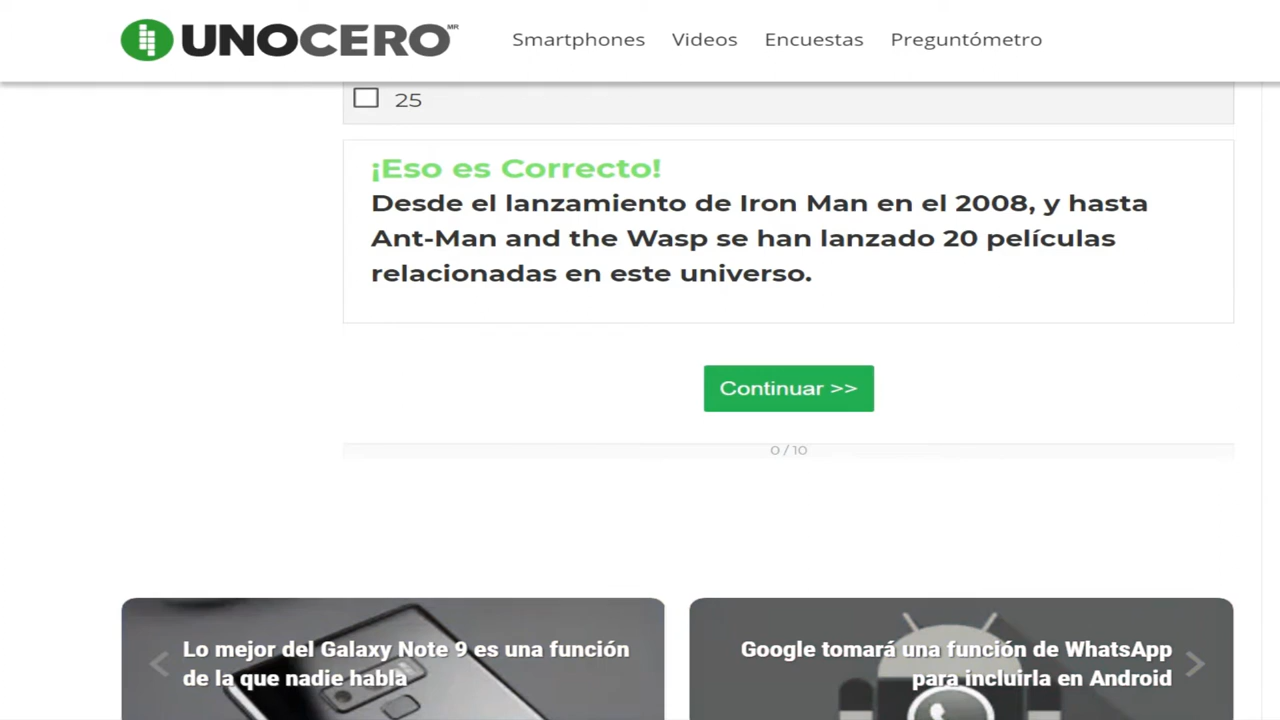 UNOCERO MR
Smartphones Videos Encuestas Preguntómetro
25
¡Eso es Correcto!
Desde el lanzamiento de Iron Man en el 2008, y hasta
Ant-Man and the Wasp se han lanzado 20 películas
relacionadas en este universo.
Continuar >>
0 / 10
Lo mejor del Galaxy Note 9 es una función
de la que nadie habla
Google tomará una función de WhatsApp
para incluirla en Android